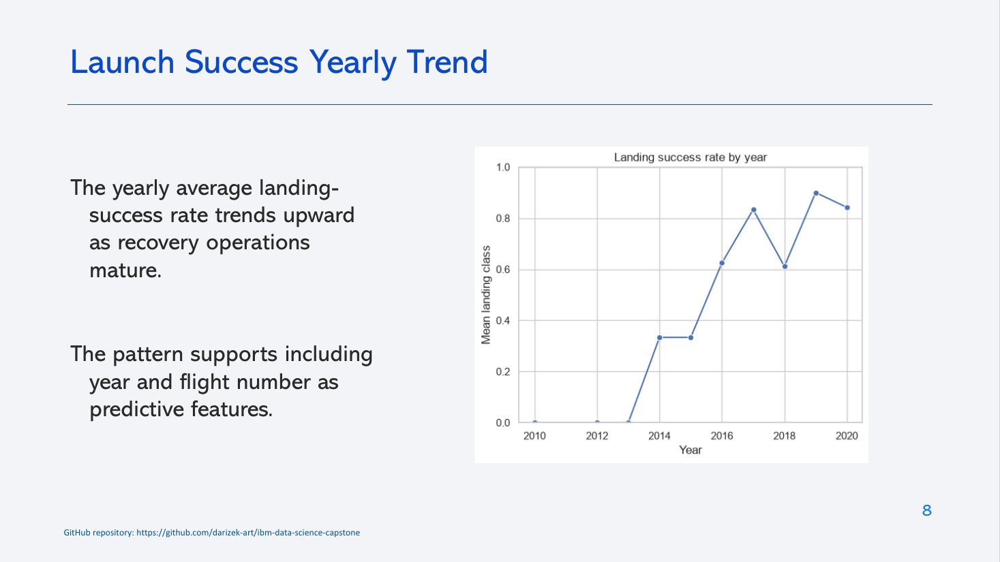 Launch Success Yearly Trend
The yearly average landing-
success rate trends upward
as recovery operations
mature.
The pattern supports including
year and flight number as
predictive features.
Landing success rate by year
1.0
0.8
0.6
0.4
0.2
0.0
Mean landing class
2010 2012 2014 2016 2018 2020
Year
8
GitHub repository: https://github.com/darizek-art/ibm-data-science-capstone